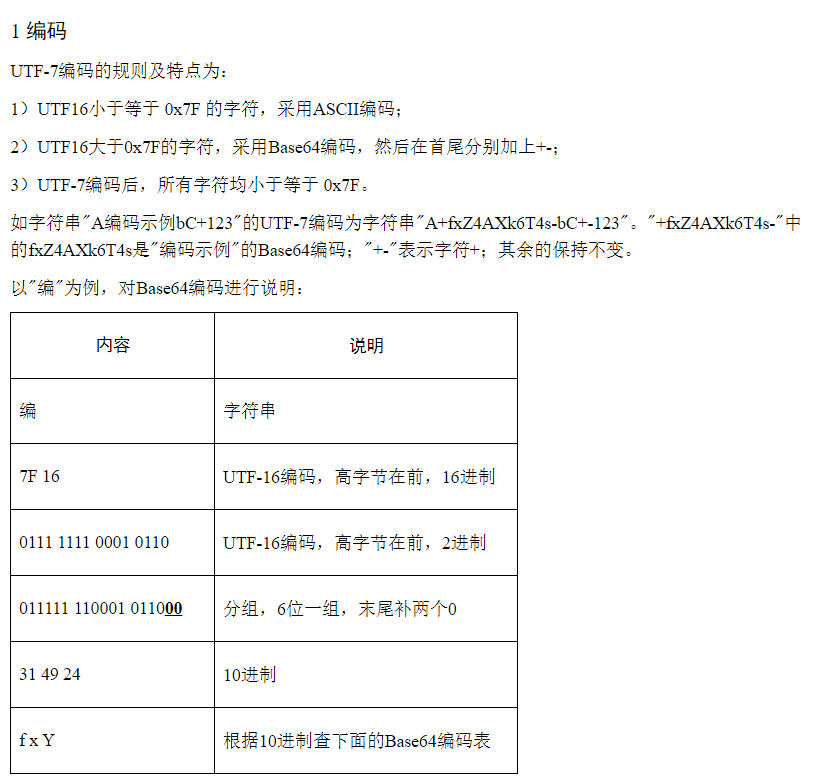 1 编码
UTF-7编码的规则及特点为：
1）UTF16小于等于 0x7F 的字符，采用ASCII编码；
2）UTF16大于0x7F的字符，采用Base64编码，然后在首尾分别加上+-；
3）UTF-7编码后，所有字符均小于等于 0x7F。
如字符串"A编码示例bC+123"的UTF-7编码为字符串"A+fxZ4AXk6T4s-bC+-123"。"+fxZ4AXk6T4s-"中
的fxZ4AXk6T4s是"编码示例"的Base64编码；"+-"表示字符+；其余的保持不变。
以"编"为例，对Base64编码进行说明：
内容 说明
编 字符串
7F 16 UTF-16编码，高字节在前，16进制
0111 1111 0001 0110 UTF-16编码，高字节在前，2进制
011111 110001 011000 分组，6位一组，末尾补两个0
31 49 24 10进制
f x Y 根据10进制查下面的Base64编码表